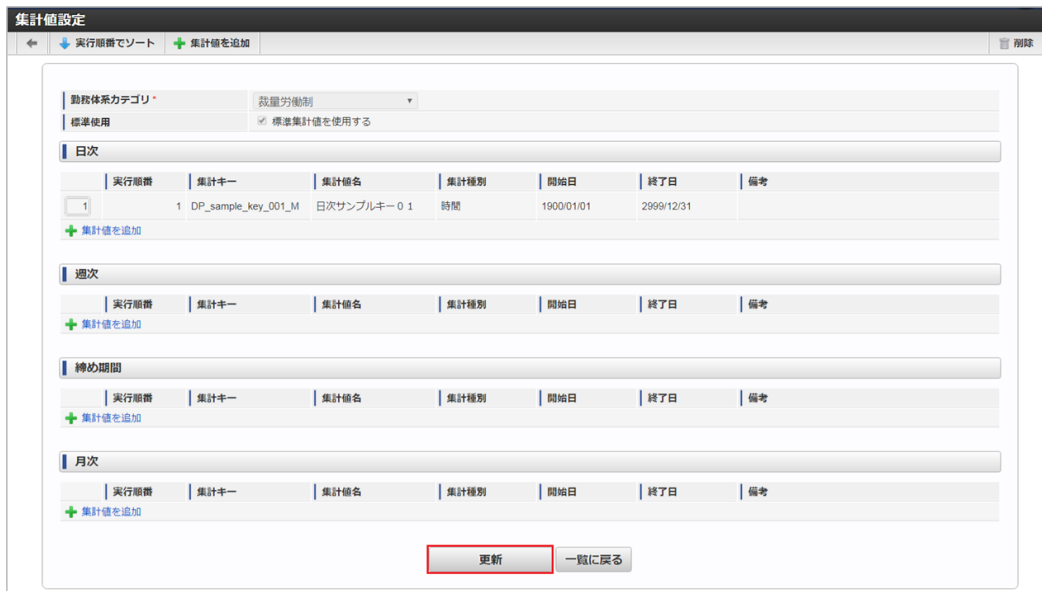 集計値設定
実行順番でソート 集計値を追加 削除
勤務体系カテゴリ * 裁量労働制
標準使用 標準集計値を使用する
日次
実行順番 集計キー 集計値名 集計種別 開始日 終了日 備考
1 1 DP_sample_key_001_M 日次サンプルキー０１ 時間 1900/01/01 2999/12/31
集計値を追加
週次
実行順番 集計キー 集計値名 集計種別 開始日 終了日 備考
集計値を追加
締め期間
実行順番 集計キー 集計値名 集計種別 開始日 終了日 備考
集計値を追加
月次
実行順番 集計キー 集計値名 集計種別 開始日 終了日 備考
集計値を追加
更新 一覧に戻る